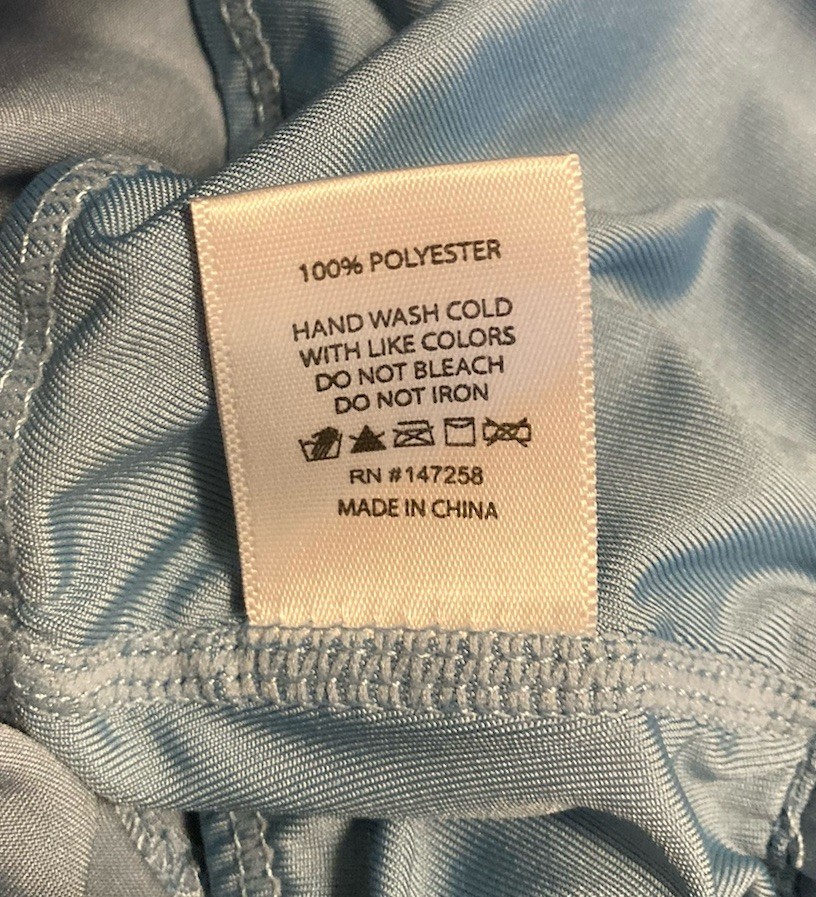 100% POLYESTER
HAND WASH COLD
WITH LIKE COLORS
DO NOT BLEACH
DO NOT IRON
RN #147258
MADE IN CHINA